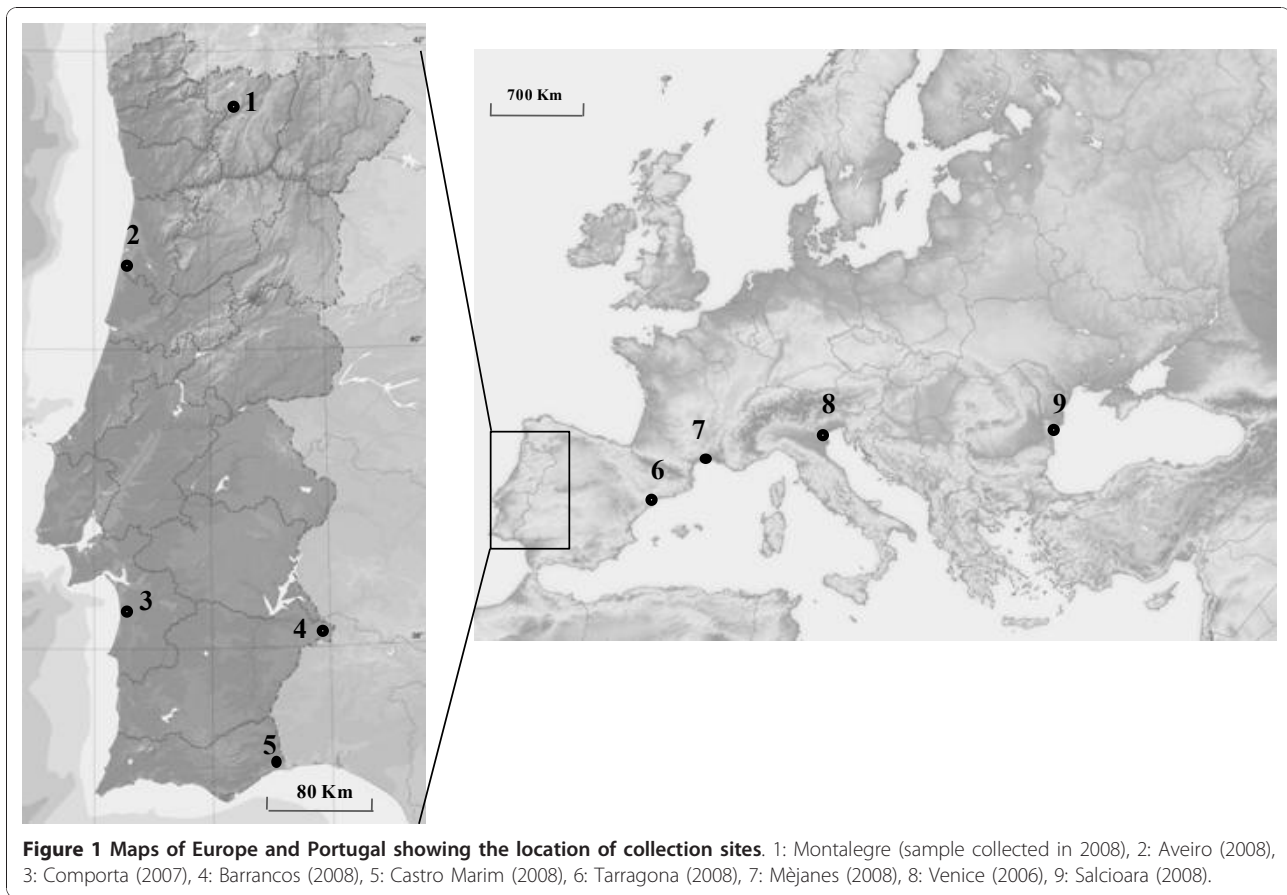 1
2
3
4
5
80 Km
700 Km
6
7
8
9
Figure 1 Maps of Europe and Portugal showing the location of collection sites. 1: Montalegre (sample collected in 2008), 2: Aveiro (2008),
3: Comporta (2007), 4: Barrancos (2008), 5: Castro Marim (2008), 6: Tarragona (2008), 7: Mèjanes (2008), 8: Venice (2006), 9: Salcioara (2008).